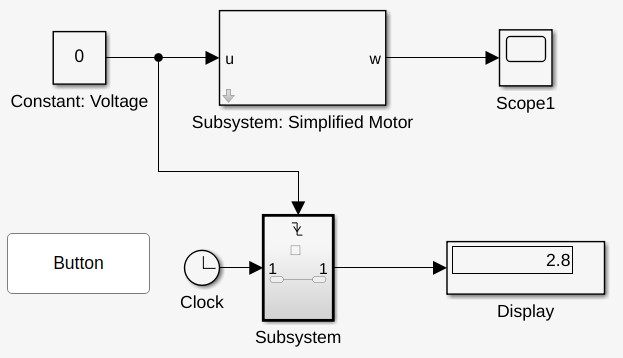 0
u
w
Constant: Voltage
Subsystem: Simplified Motor
Scope1
Button
1
1
2.8
Clock
Display
Subsystem